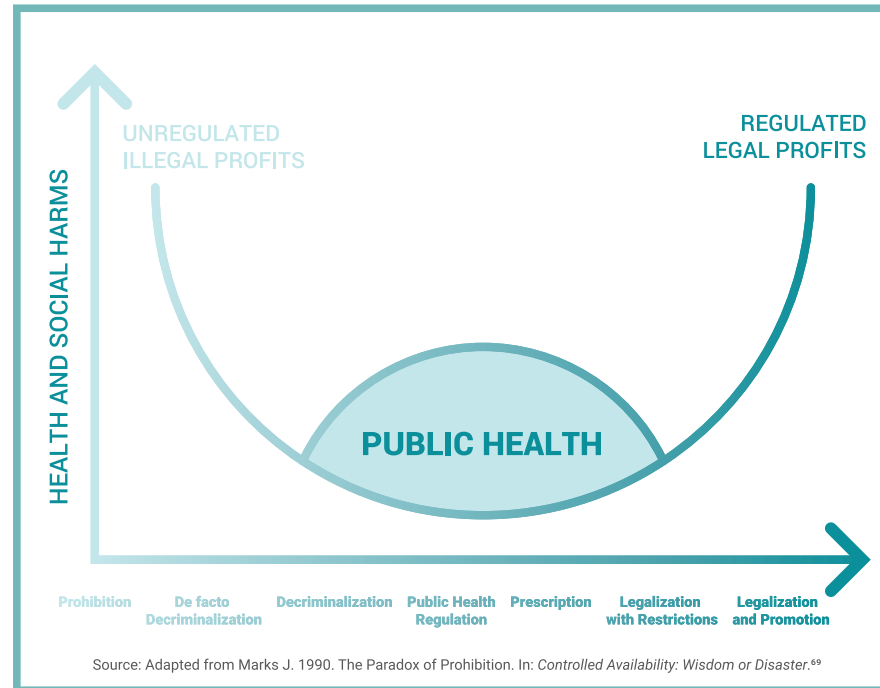 UNREGULATED
ILLEGAL PROFITS
REGULATED
LEGAL PROFITS
HEALTH AND SOCIAL HARMS
PUBLIC HEALTH
Prohibition
De facto
Decriminalization
Decriminalization
Public Health
Regulation
Prescription
Legalization
with Restrictions
Legalization
and Promotion
Source: Adapted from Marks J. 1990. The Paradox of Prohibition. In: Controlled Availability: Wisdom or Disaster.⁶⁹